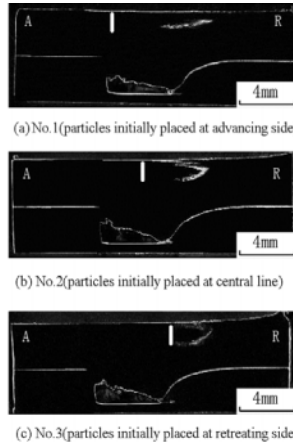 A R
4mm
(a) No.1(particles initially placed at advancing side
A R
4mm
(b) No.2(particles initially placed at central line)
A R
4mm
(c) No.3(particles initially placed at retreating side